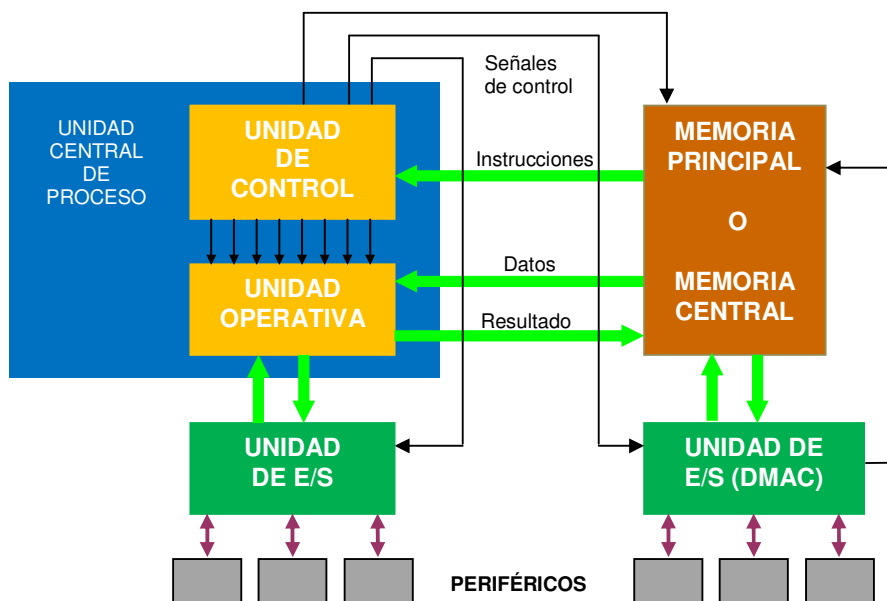 Señales
de control
UNIDAD
CENTRAL
DE
PROCESO
UNIDAD
DE
CONTROL
Instrucciones
MEMORIA
PRINCIPAL
O
MEMORIA
CENTRAL
UNIDAD
OPERATIVA
Datos
Resultado
UNIDAD
DE E/S
UNIDAD DE
E/S (DMAC)
PERIFÉRICOS